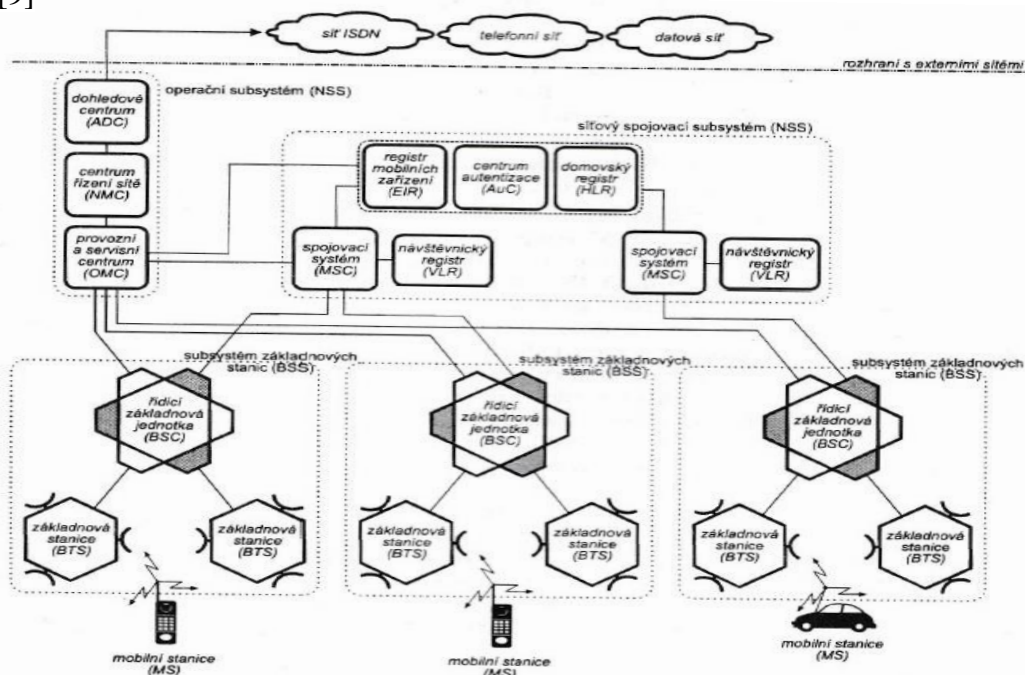 [9]
síť ISDN
telefonní síť
datová síť
rozhraní s externími sítěmi
operační subsystém (NSS)
dohledové
centrum
(ADC)
centrum
řízení sítě
(NMC)
provozní
a servisní
centrum
(OMC)
síťový spojovací subsystém (NSS)
registr
mobilních
zařízení
(EIR)
centrum
autentizace
(AuC)
domovský
registr
(HLR)
spojovací
systém
(MSC)
návštěvnický
registr
(VLR)
spojovací
systém
(MSC)
návštěvnický
registr
(VLR)
subsystém základnových
stanic (BSS)
řídicí
základnová
jednotka
(BSC)
základnová
stanice
(BTS)
základnová
stanice
(BTS)
mobilní stanice
(MS)
subsystém základnových
stanic (BSS)
řídicí
základnová
jednotka
(BSC)
základnová
stanice
(BTS)
základnová
stanice
(BTS)
mobilní stanice
(MS)
subsystém základnových
stanic (BSS)
řídicí
základnová
jednotka
(BSC)
základnová
stanice
(BTS)
základnová
stanice
(BTS)
mobilní stanice
(MS)